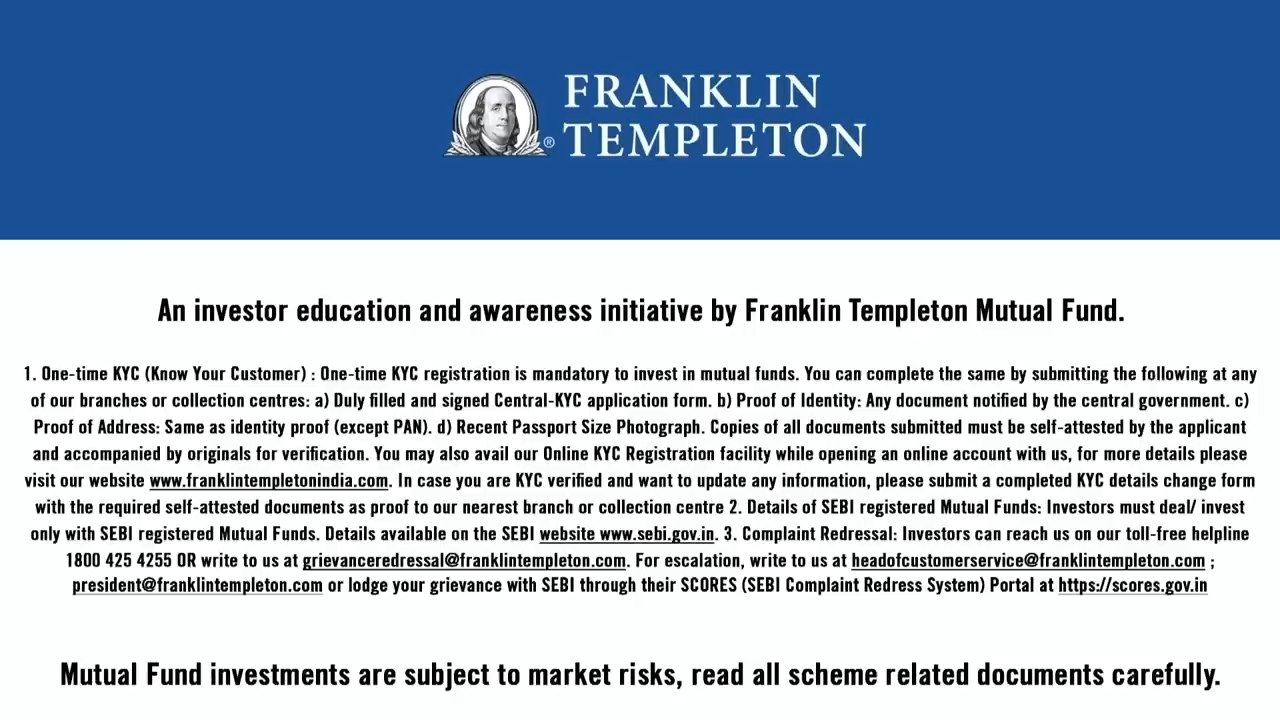 FRANKLIN
TEMPLETON
®
An investor education and awareness initiative by Franklin Templeton Mutual Fund.
1. One-time KYC (Know Your Customer) : One-time KYC registration is mandatory to invest in mutual funds. You can complete the same by submitting the following at any
of our branches or collection centres: a) Duly filled and signed Central-KYC application form. b) Proof of Identity: Any document notified by the central government. c)
Proof of Address: Same as identity proof (except PAN). d) Recent Passport Size Photograph. Copies of all documents submitted must be self-attested by the applicant
and accompanied by originals for verification. You may also avail our Online KYC Registration facility while opening an online account with us, for more details please
visit our website www.franklintempletonindia.com. In case you are KYC verified and want to update any information, please submit a completed KYC details change form
with the required self-attested documents as proof to our nearest branch or collection centre 2. Details of SEBI registered Mutual Funds: Investors must deal/ invest
only with SEBI registered Mutual Funds. Details available on the SEBI website www.sebi.gov.in. 3. Complaint Redressal: Investors can reach us on our toll-free helpline
1800 425 4255 OR write to us at grievanceredressal@franklintempleton.com. For escalation, write to us at headofcustomerservice@franklintempleton.com ;
president@franklintempleton.com or lodge your grievance with SEBI through their SCORES (SEBI Complaint Redress System) Portal at https://scores.gov.in
Mutual Fund investments are subject to market risks, read all scheme related documents carefully.